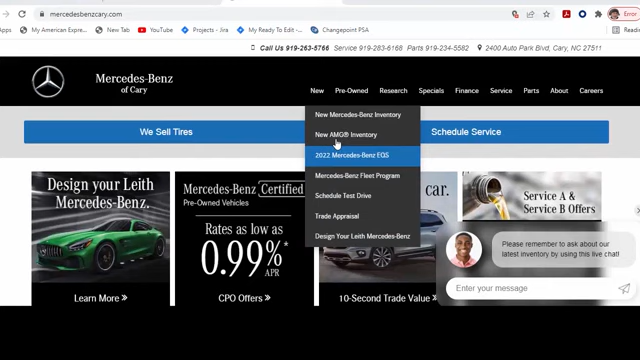 mercedesbenzcary.com
Error
Apps
My American Expre...
New Tab
YouTube
Projects - Jira
My Ready To Edit - ...
Changepoint PSA
Readin
Call Us 919-263-5766 Service 919-283-6168 Parts 919-234-5582 2400 Auto Park Blvd, Cary, NC 27511
Mercedes-Benz
of Cary
New Pre-Owned Research Specials Finance Service Parts About Careers
New Mercedes-Benz Inventory
New AMG® Inventory
2022 Mercedes-Benz EQS
Mercedes-Benz Fleet Program
Schedule Test Drive
Trade Appraisal
Design Your Leith Mercedes-Benz
We Sell Tires
Schedule Service
Design your Leith
Mercedes-Benz.
Learn More »
Mercedes-Benz Certified
Pre-Owned Vehicles
Rates as low as
0.99%*
APR
CPO Offers »
car.
10-Second Trade Value »
Service A &
Service B Offers
Please remember to ask about our
latest inventory by using this live chat!
Enter your message